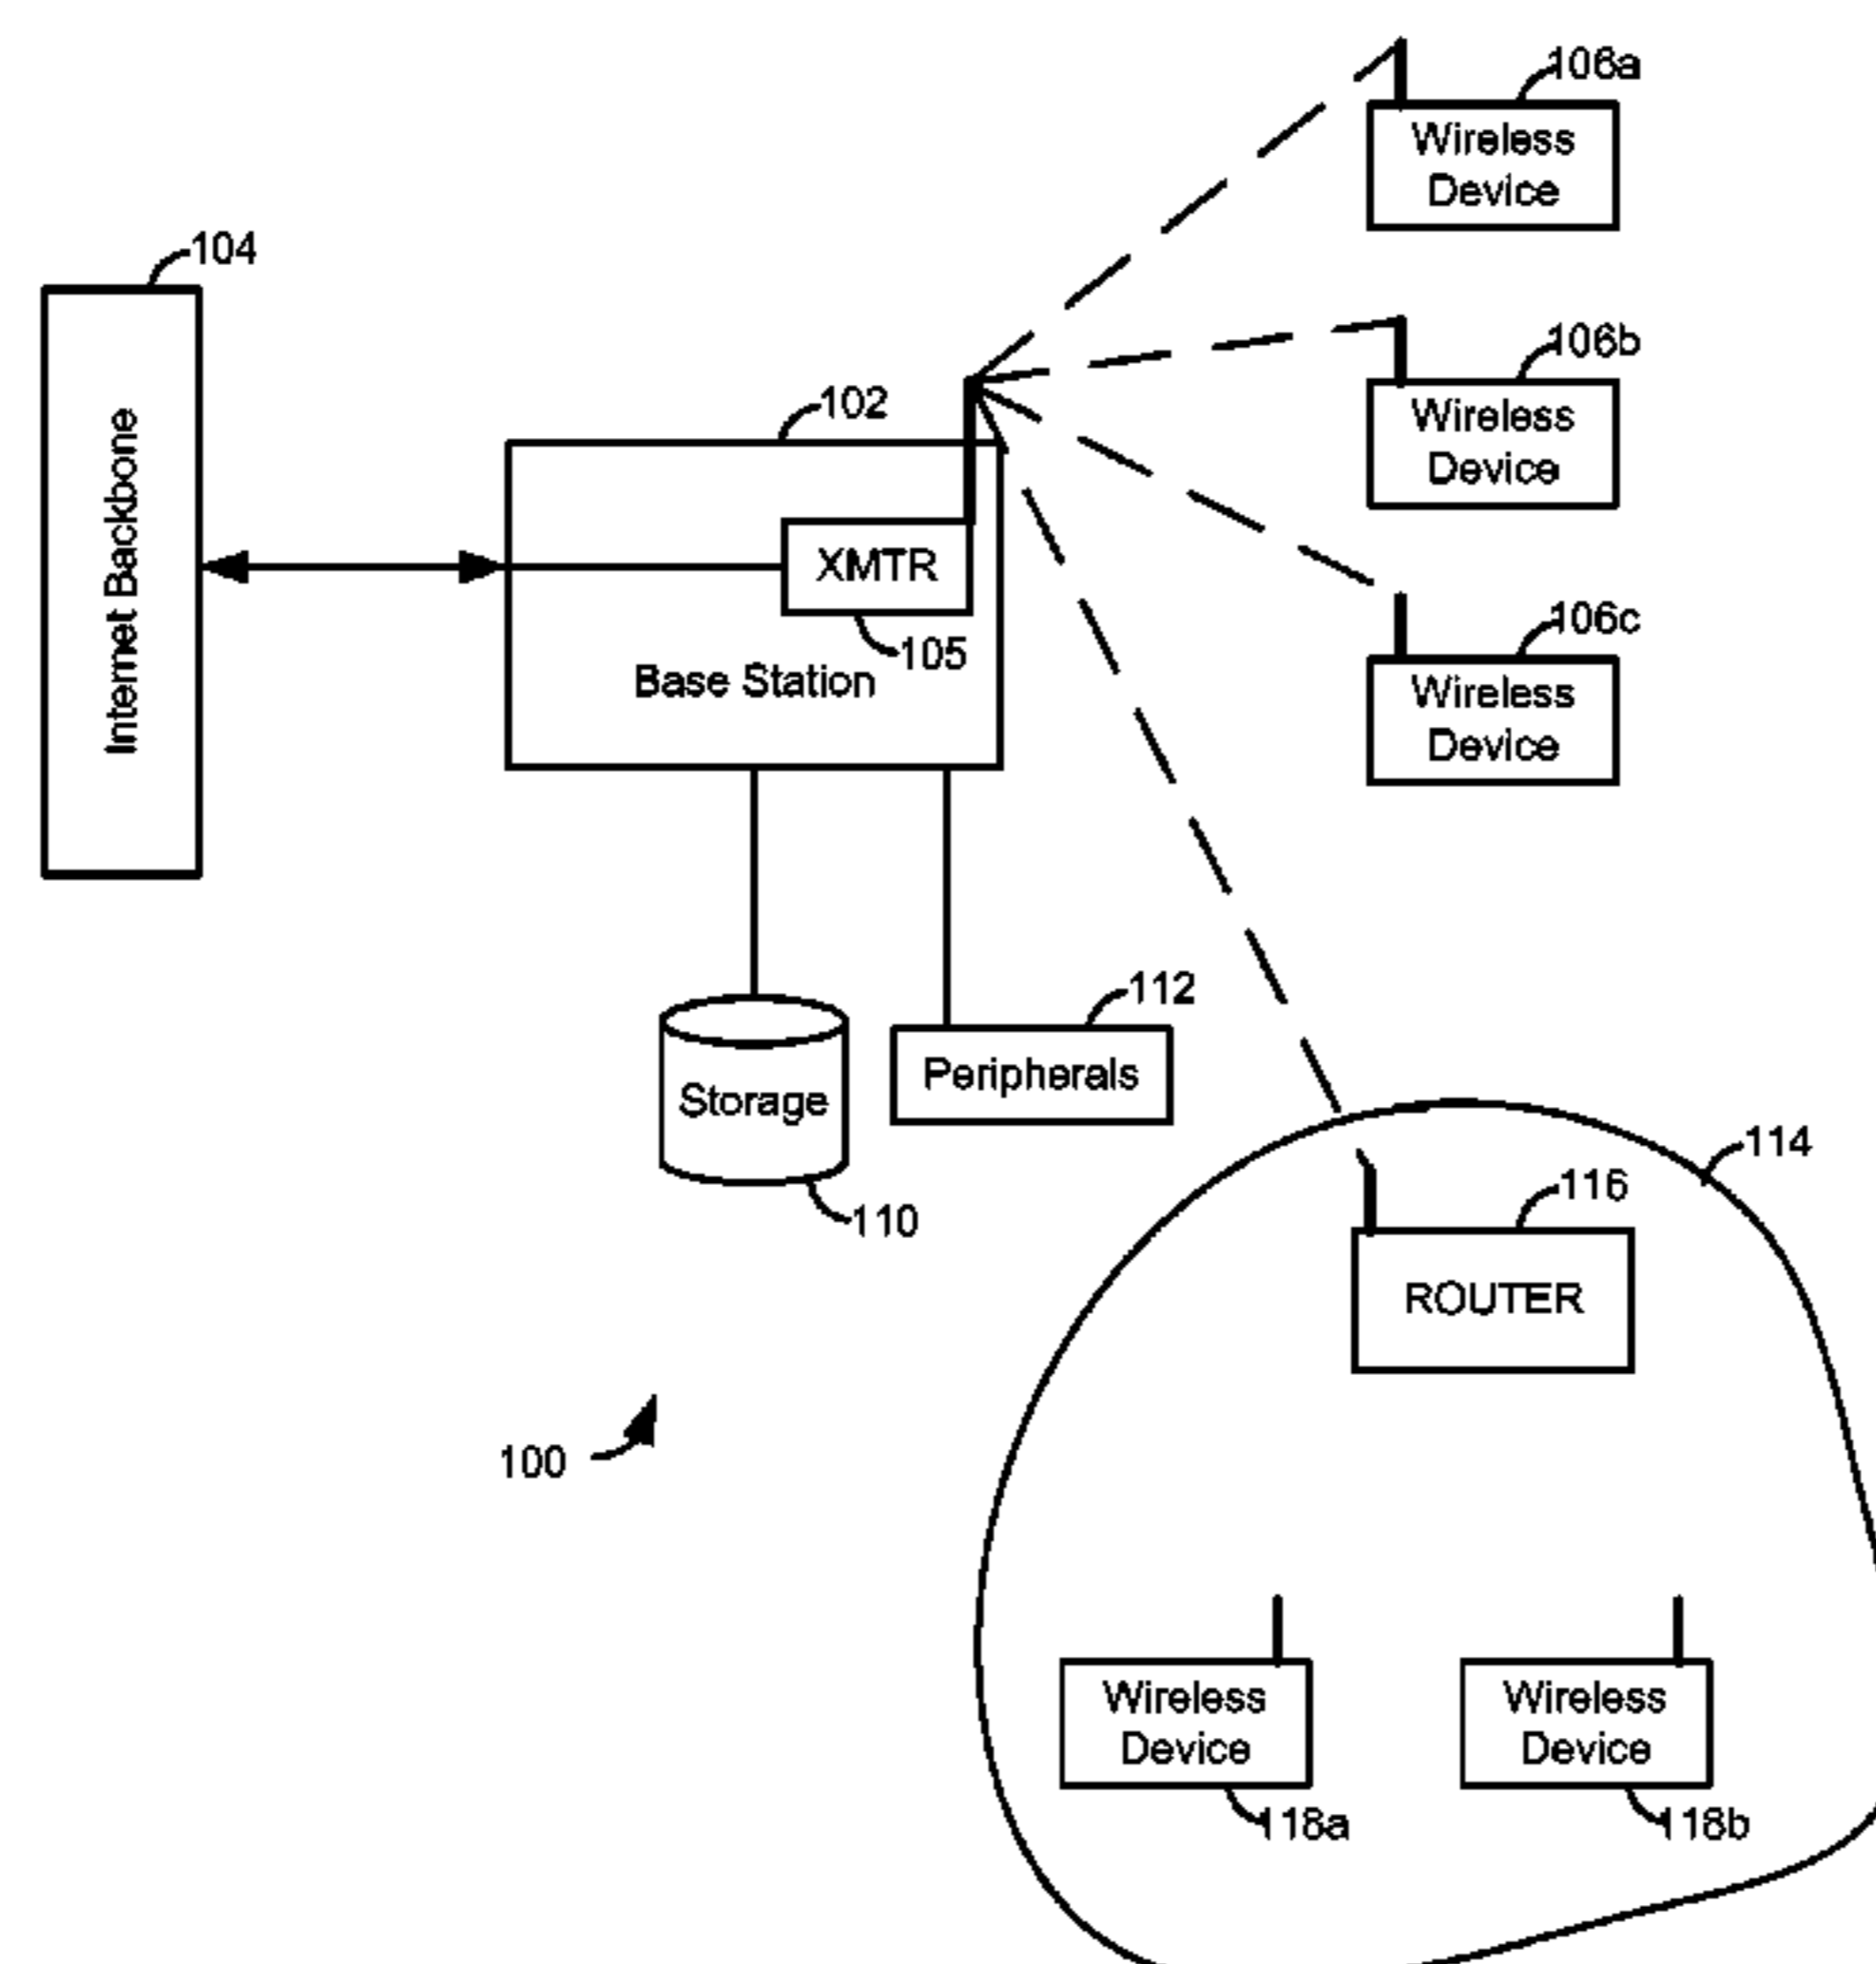 106a
Wireless
Device
104
106b
Wireless
Device
102
Internet Backbone
XMTR
105
Base Station
106c
Wireless
Device
112
Peripherals
Storage
110
114
116
ROUTER
100
Wireless
Device
118a
Wireless
Device
118b